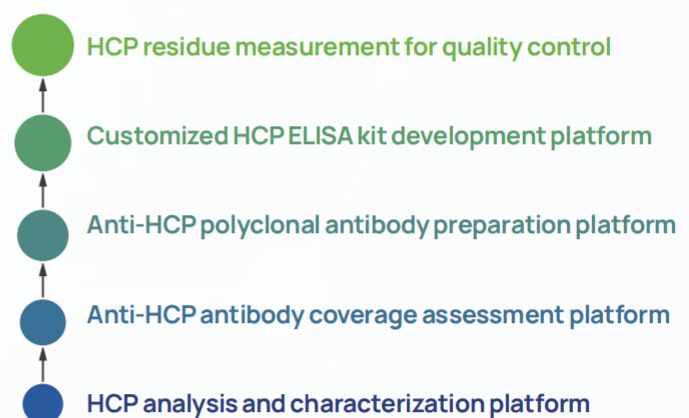 HCP residue measurement for quality control
Customized HCP ELISA kit development platform
Anti-HCP polyclonal antibody preparation platform
Anti-HCP antibody coverage assessment platform
HCP analysis and characterization platform